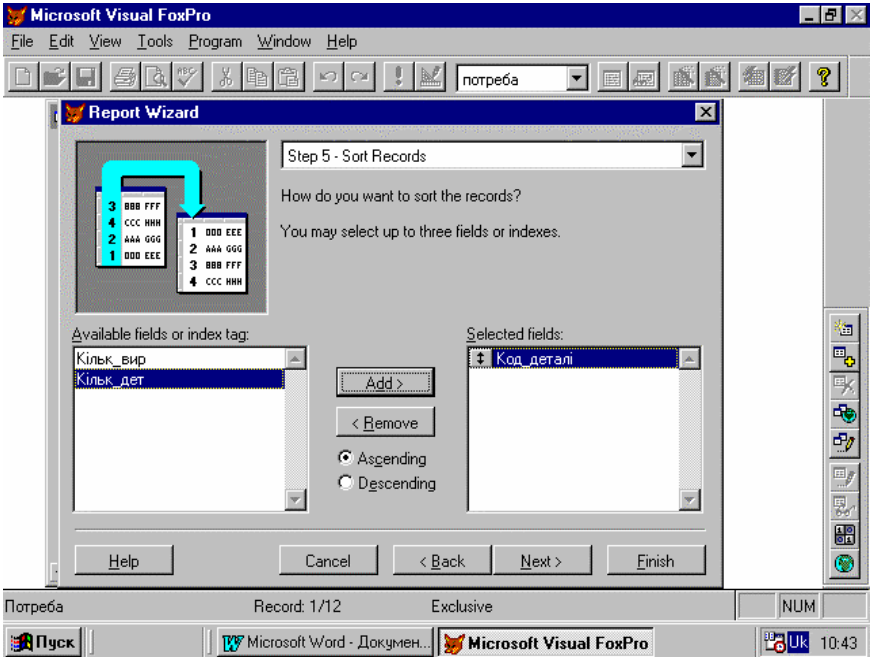 Microsoft Visual FoxPro
File Edit View Tools Program Window Help
ABC потреба
Report Wizard
Step 5 - Sort Records
How do you want to sort the records?
You may select up to three fields or indexes.
3 BBB FFF
4 CCC HHH
2 AAA GGG
1 DDD EEE
1 DDD EEE
2 AAA GGG
3 BBB FFF
4 CCC HHH
Available fields or index tag:
Кільк_вир
Кільк_дет
Add >
< Remove
Ascending
Descending
Selected fields:
Код_деталі
Help Cancel < Back Next > Finish
Потреба Record: 1/12 Exclusive NUM
Пуск Microsoft Word - Докумен... Microsoft Visual FoxPro Uk 10:43